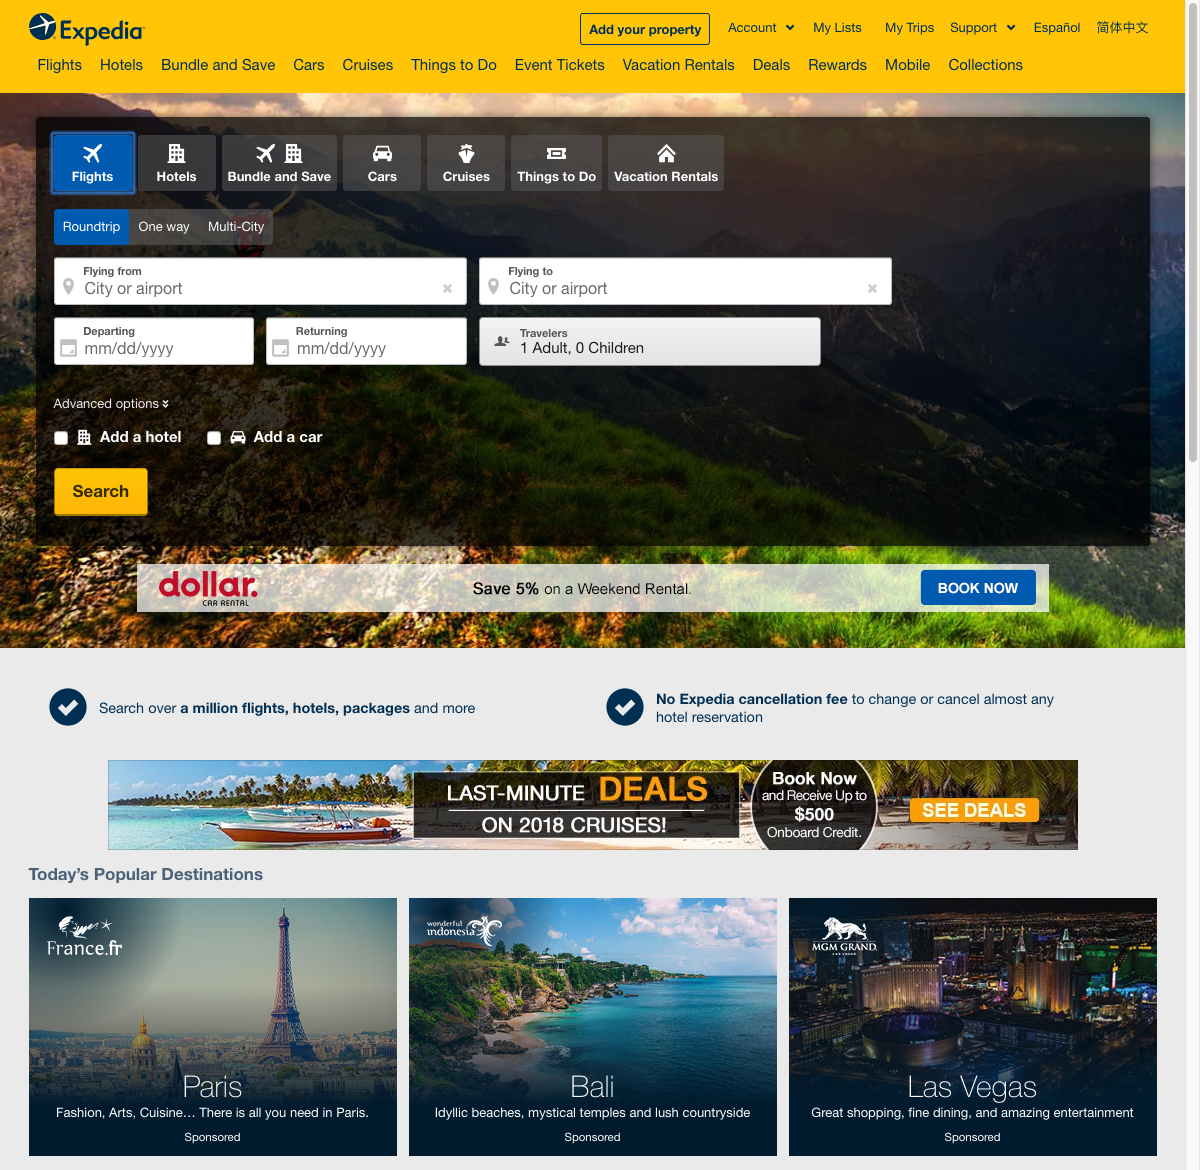 Expedia
Add your property
Account
My Lists
My Trips
Support
Español
简体中文
Flights
Hotels
Bundle and Save
Cars
Cruises
Things to Do
Event Tickets
Vacation Rentals
Deals
Rewards
Mobile
Collections
Flights
Hotels
Bundle and Save
Cars
Cruises
Things to Do
Vacation Rentals
Roundtrip
One way
Multi-City
Flying from
City or airport
Flying to
City or airport
Departing
mm/dd/yyyy
Returning
mm/dd/yyyy
Travelers
1 Adult, 0 Children
Advanced options
Add a hotel
Add a car
Search
dollar.
CAR RENTAL
Save 5% on a Weekend Rental.
BOOK NOW
Search over a million flights, hotels, packages and more
No Expedia cancellation fee to change or cancel almost any
hotel reservation
LAST-MINUTE DEALS
ON 2018 CRUISES!
Book Now
and Receive Up to
$500
Onboard Credit.
SEE DEALS
Today's Popular Destinations
France.fr
Paris
Fashion, Arts, Cuisine… There is all you need in Paris.
Sponsored
wonderful
indonesia
Bali
Idyllic beaches, mystical temples and lush countryside
Sponsored
MGM GRAND
LAS VEGAS
Las Vegas
Great shopping, fine dining, and amazing entertainment
Sponsored